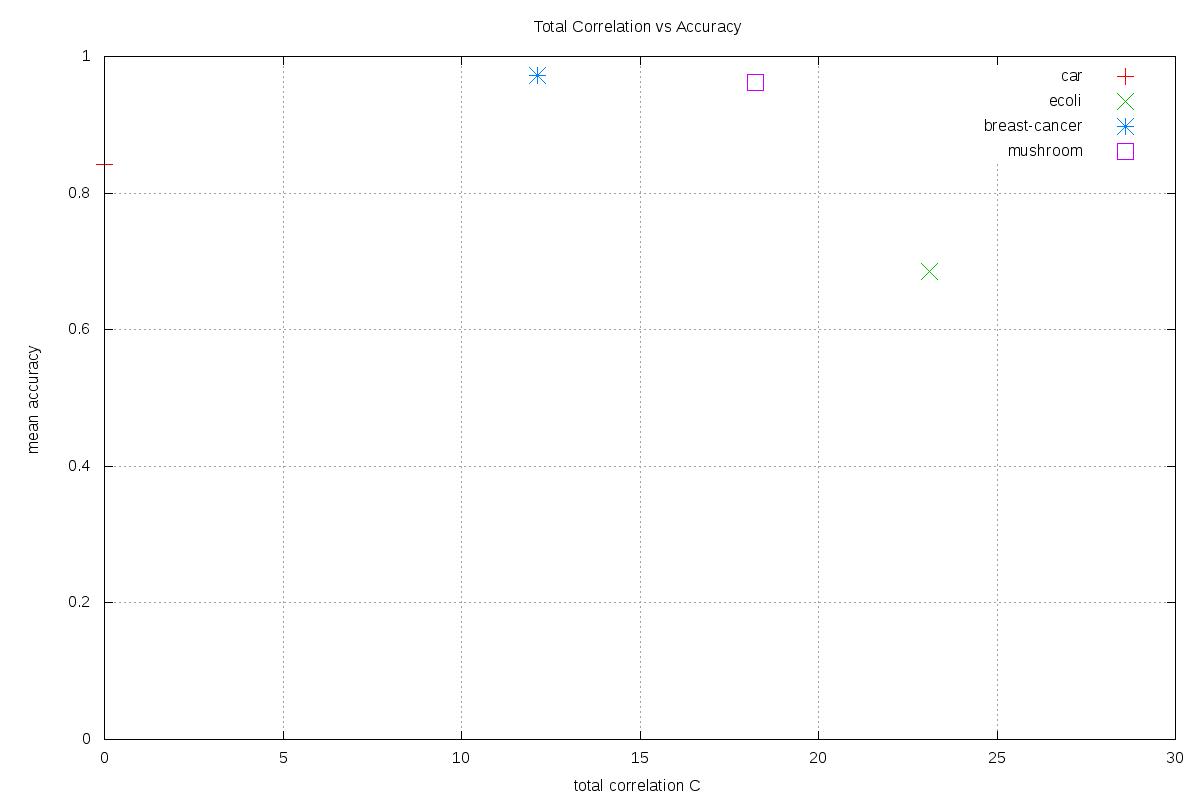 Total Correlation vs Accuracy
1
0.8
0.6
0.4
0.2
0
mean accuracy
car
ecoli
breast-cancer
mushroom
0 5 10 15 20 25 30
total correlation C